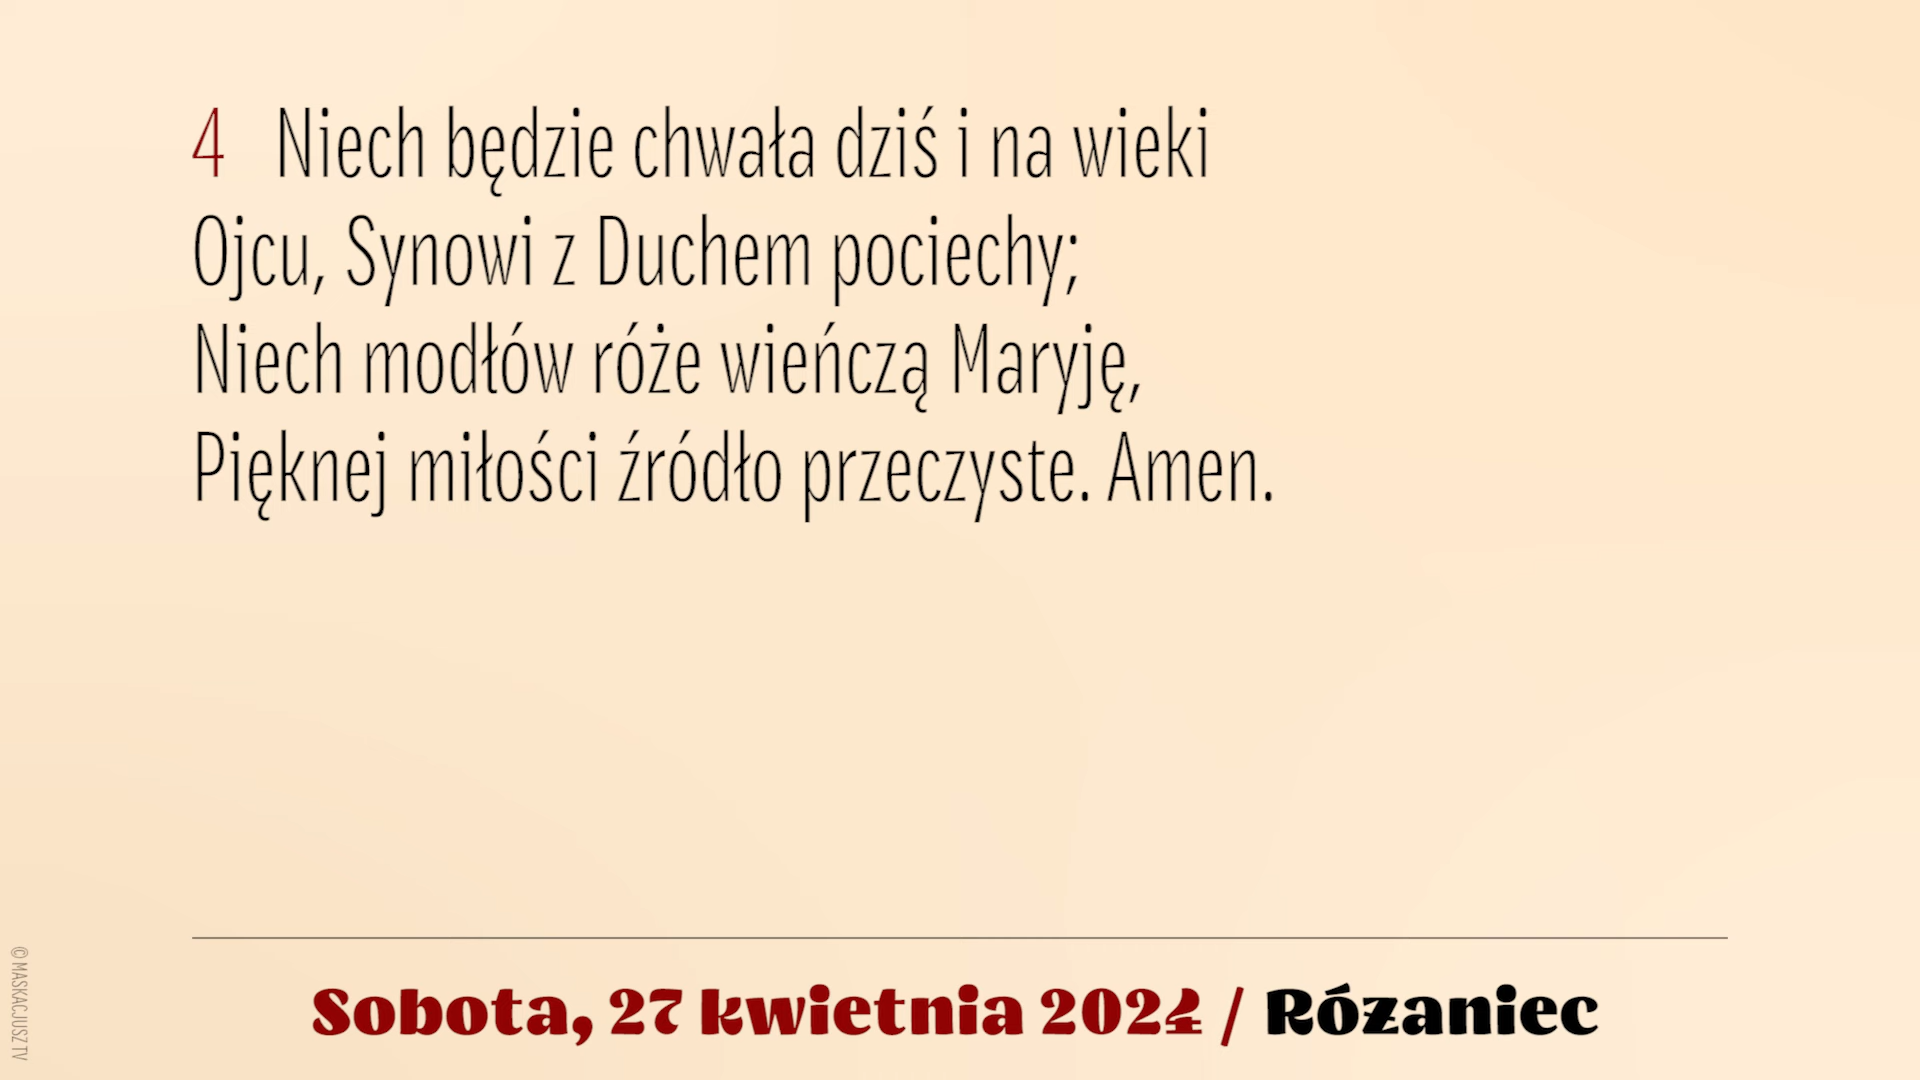 4 Niech będzie chwała dziś i na wieki
Ojcu, Synowi z Duchem pociechy;
Niech modłów róże wieńczą Maryję,
Pięknej miłości źródło przeczyste. Amen.
Sobota, 27 kwietnia 2024 / Różaniec
© MASKACJUSZ TV